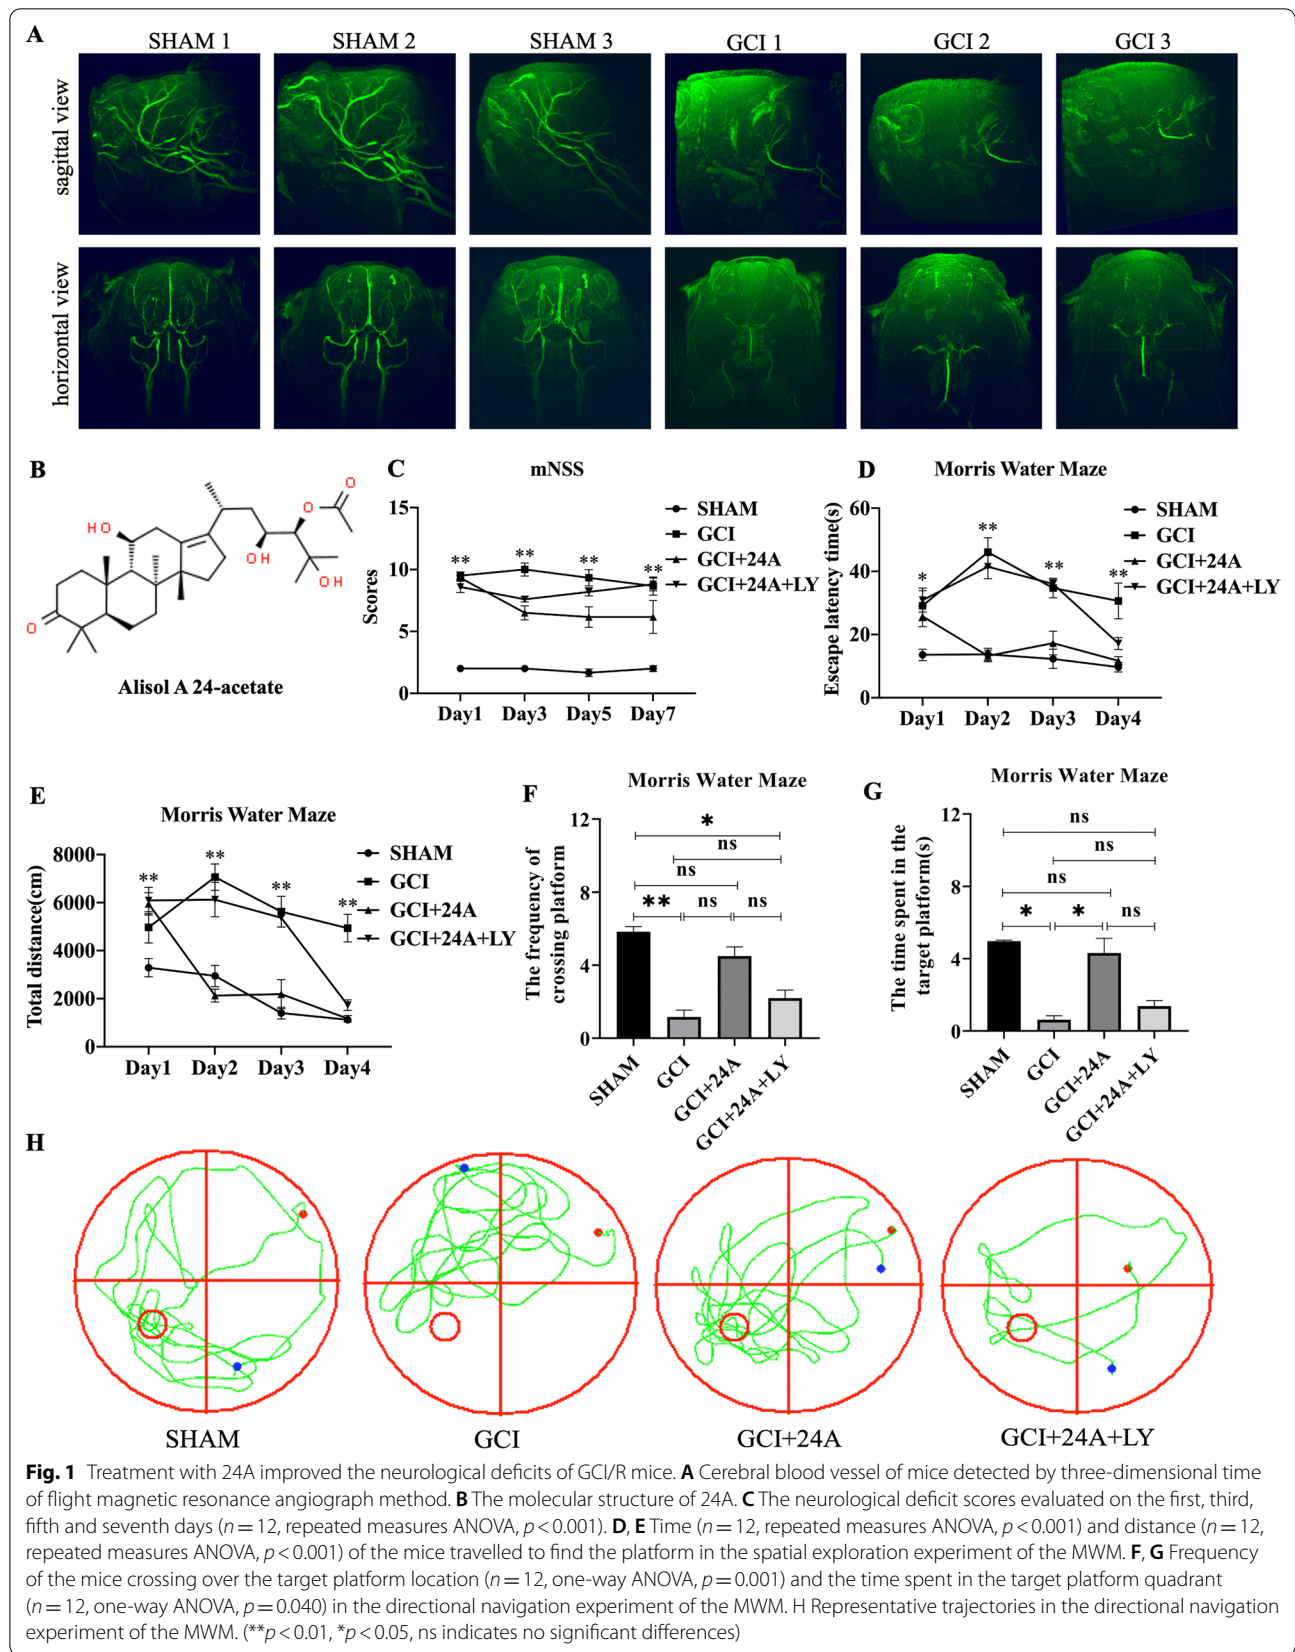 A
SHAM 1 SHAM 2 SHAM 3 GCI 1 GCI 2 GCI 3
sagittal view
horizontal view
B
HO
O
O
OH
OH
O
Alisol A 24-acetate
C
mNSS
15
10
5
0
Scores
** ** ** **
Day1 Day3 Day5 Day7
SHAM
GCI
GCI+24A
GCI+24A+LY
D
Morris Water Maze
60
40
20
0
Escape latency time(s)
* ** ** **
Day1 Day2 Day3 Day4
SHAM
GCI
GCI+24A
GCI+24A+LY
E
Morris Water Maze
8000
6000
4000
2000
0
Total distance(cm)
** ** ** **
Day1 Day2 Day3 Day4
SHAM
GCI
GCI+24A
GCI+24A+LY
F
Morris Water Maze
12
8
4
0
The frequency of
crossing platform
*
ns
ns
** ns ns
SHAM GCI GCI+24A GCI+24A+LY
G
Morris Water Maze
12
8
4
0
The time spent in the
target platform(s)
ns
ns
ns
* * ns
SHAM GCI GCI+24A GCI+24A+LY
H
SHAM GCI GCI+24A GCI+24A+LY
Fig. 1 Treatment with 24A improved the neurological deficits of GCI/R mice. A Cerebral blood vessel of mice detected by three-dimensional time
of flight magnetic resonance angiograph method. B The molecular structure of 24A. C The neurological deficit scores evaluated on the first, third,
fifth and seventh days (n = 12, repeated measures ANOVA, p < 0.001). D, E Time (n = 12, repeated measures ANOVA, p < 0.001) and distance (n = 12,
repeated measures ANOVA, p < 0.001) of the mice travelled to find the platform in the spatial exploration experiment of the MWM. F, G Frequency
of the mice crossing over the target platform location (n = 12, one-way ANOVA, p = 0.001) and the time spent in the target platform quadrant
(n = 12, one-way ANOVA, p = 0.040) in the directional navigation experiment of the MWM. H Representative trajectories in the directional navigation
experiment of the MWM. (**p < 0.01, *p < 0.05, ns indicates no significant differences)